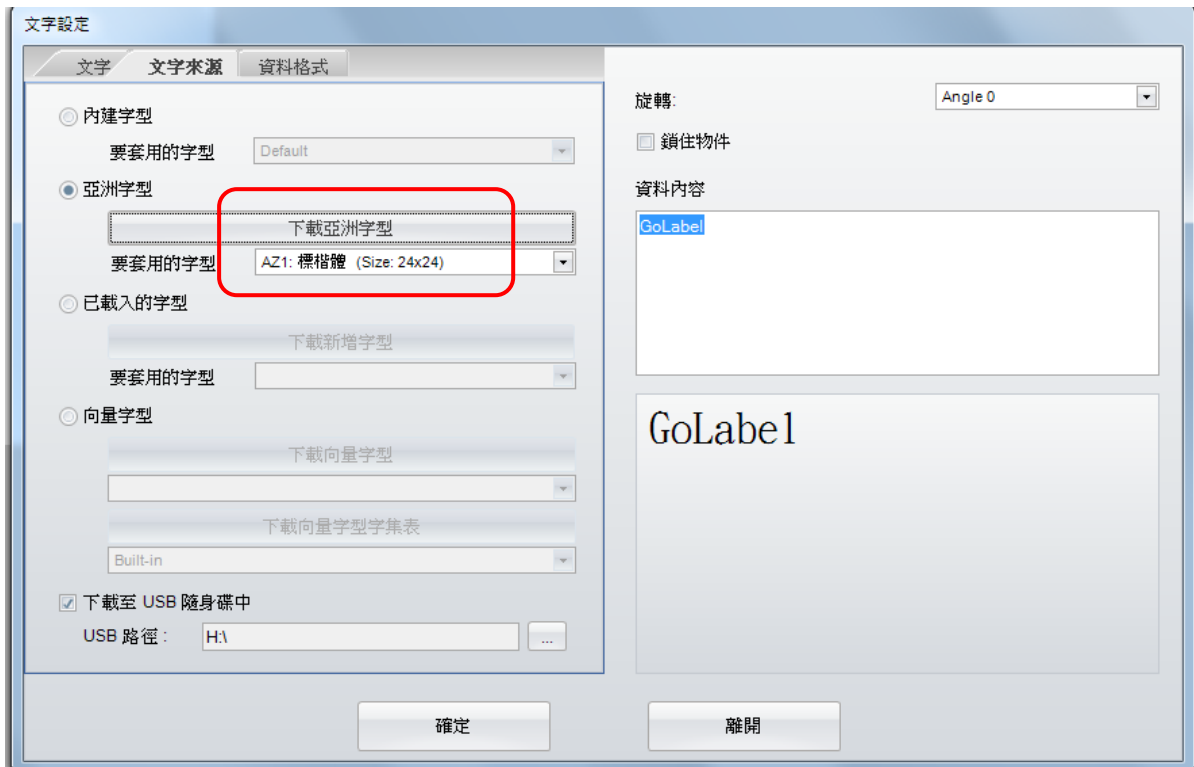 文字設定
文字
文字來源
資料格式
內建字型
要套用的字型
Default
亞洲字型
下載亞洲字型
要套用的字型
AZ1: 標楷體 (Size: 24x24)
已載入的字型
下載新增字型
要套用的字型
向量字型
下載向量字型
下載向量字型字集表
Built-in
下載至 USB 隨身碟中
USB 路徑 :
H:\
...
旋轉:
Angle 0
鎖住物件
資料內容
GoLabel
GoLabel
確定
離開